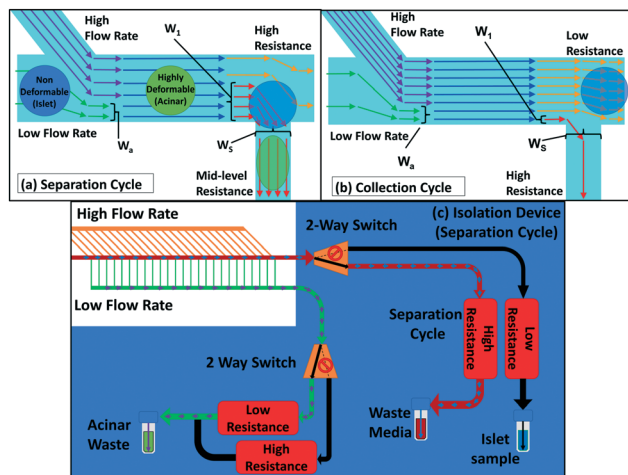 High
Flow Rate
W1
High
Resistance
Non
Deformable
(Islet)
Highly
Deformable
(Acinar)
Low Flow Rate
Wa
WS
Mid-level
Resistance
(a) Separation Cycle
High
Flow Rate
W1
Low
Resistance
Low Flow Rate
Wa
WS
High
Resistance
(b) Collection Cycle
High Flow Rate
2-Way Switch
(c) Isolation Device
(Separation Cycle)
Low Flow Rate
Separation
Cycle
High
Resistance
Low
Resistance
2 Way Switch
Acinar
Waste
Low
Resistance
High
Resistance
Waste
Media
Islet
sample